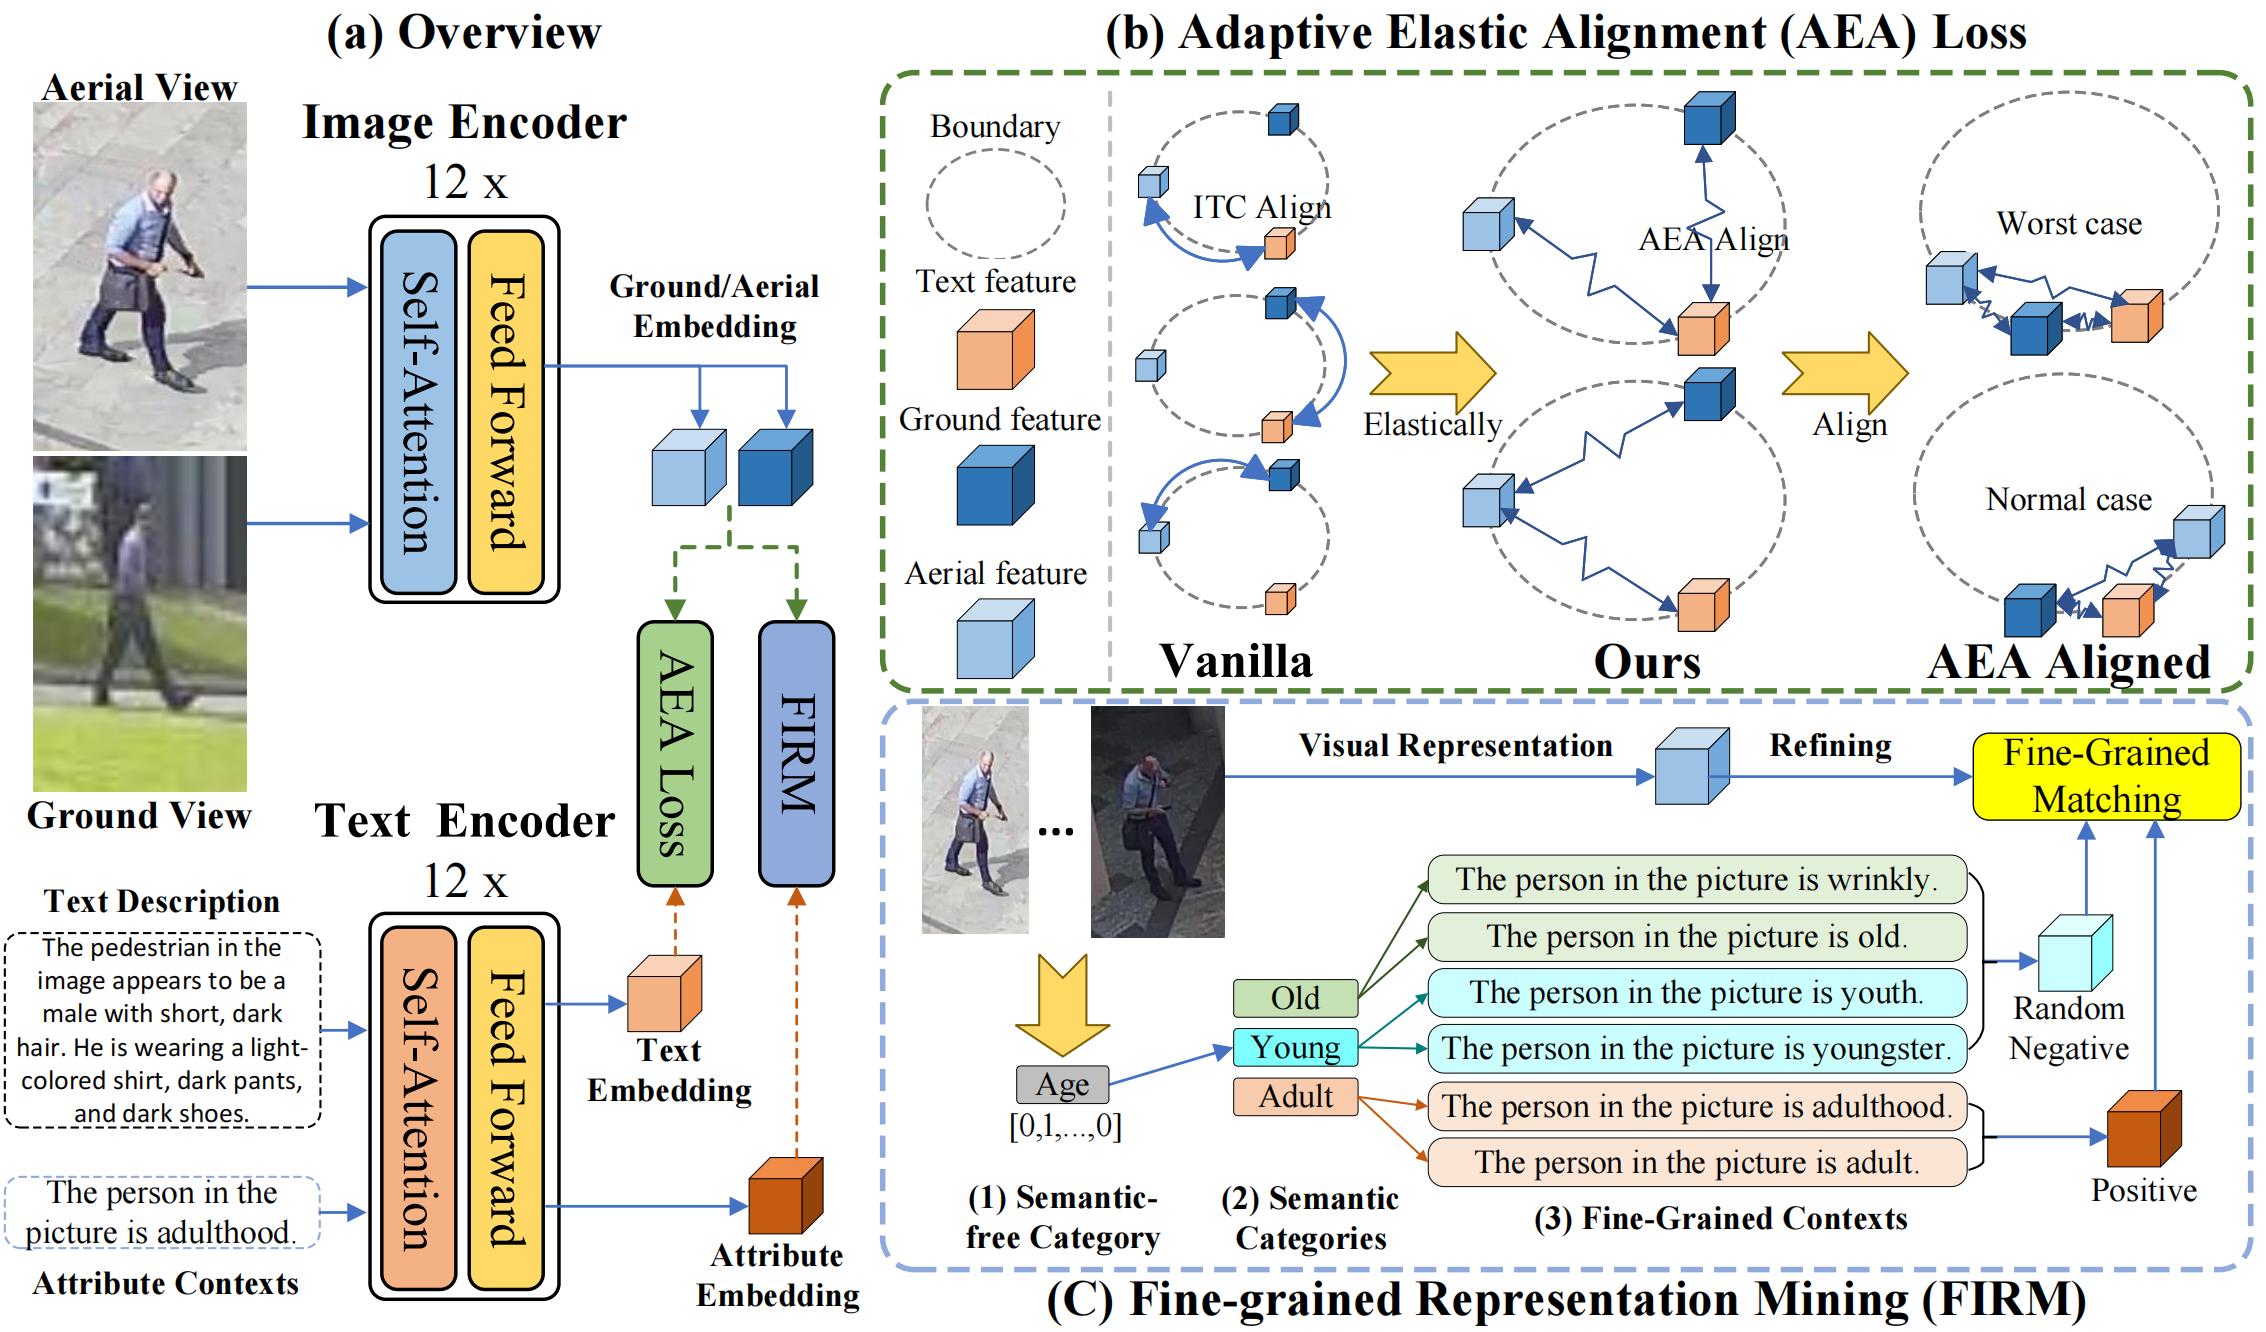 (a) Overview
Aerial View
Image Encoder
12 x
Self-Attention
Feed Forward
Ground/Aerial
Embedding
Ground View
AEA Loss
FIRM
Text Encoder
12 x
Text Description
The pedestrian in the
image appears to be a
male with short, dark
hair. He is wearing a light-
colored shirt, dark pants,
and dark shoes.
Self-Attention
Feed Forward
Text
Embedding
The person in the
picture is adulthood.
Attribute Contexts
Attribute
Embedding
(b) Adaptive Elastic Alignment (AEA) Loss
Boundary
Text feature
Ground feature
Aerial feature
ITC Align
Vanilla
Elastically
AEA Align
Ours
Align
Worst case
Normal case
AEA Aligned
Visual Representation
Refining
Fine-Grained
Matching
...
Age
[0,1,...,0]
(1) Semantic-
free Category
Old
Young
Adult
(2) Semantic
Categories
The person in the picture is wrinkly.
The person in the picture is old.
The person in the picture is youth.
The person in the picture is youngster.
The person in the picture is adulthood.
The person in the picture is adult.
(3) Fine-Grained Contexts
Random
Negative
Positive
(C) Fine-grained Representation Mining (FIRM)